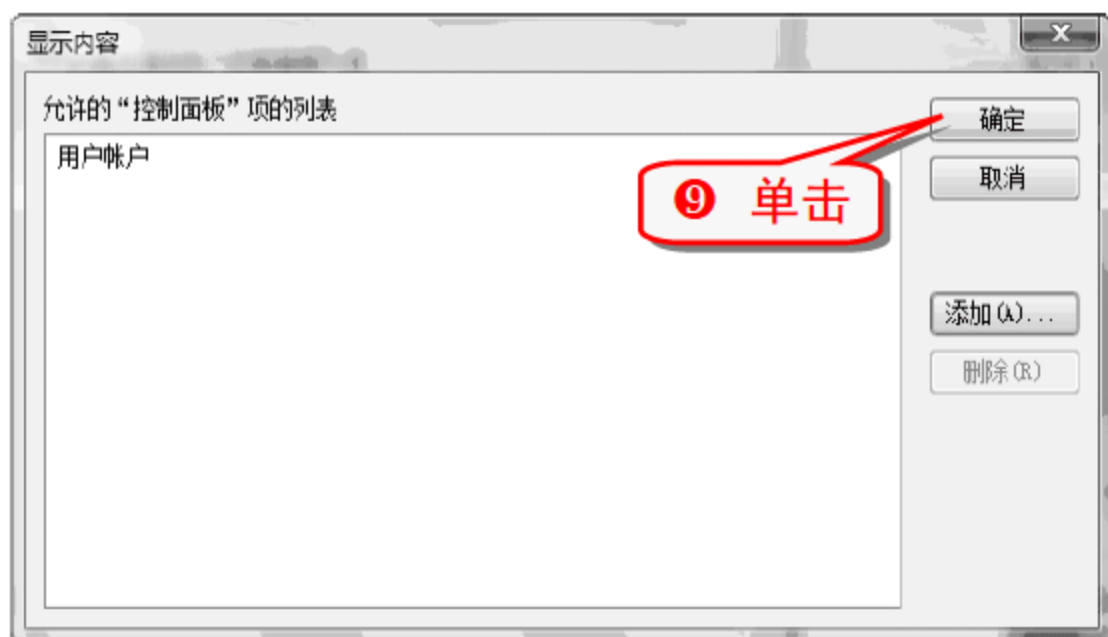 显示内容
允许的“控制面板”项的列表
用户帐户
确定
❾ 单击
取消
添加(A)...
删除(R)